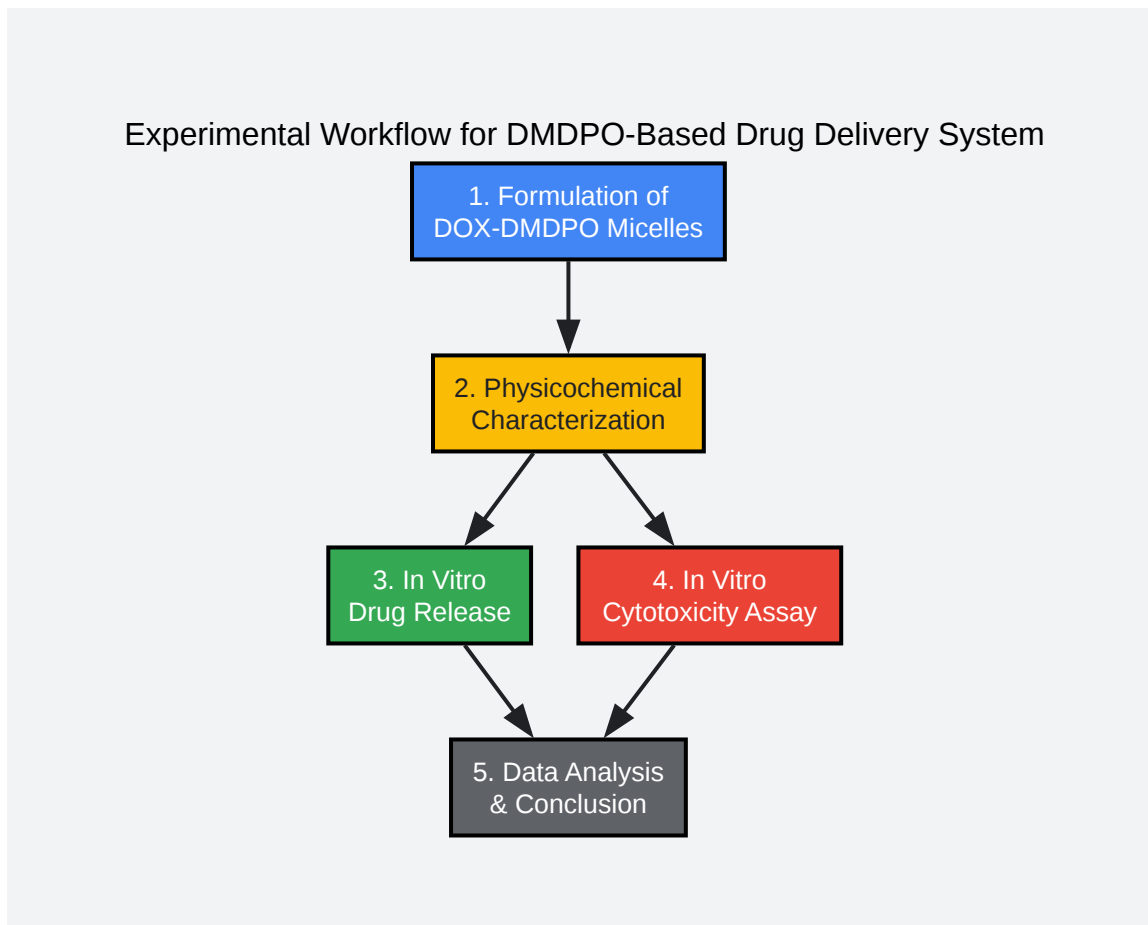 Experimental Workflow for DMDPO-Based Drug Delivery System
1. Formulation of
DOX-DMDPO Micelles
2. Physicochemical
Characterization
3. In Vitro
Drug Release
4. In Vitro
Cytotoxicity Assay
5. Data Analysis
& Conclusion